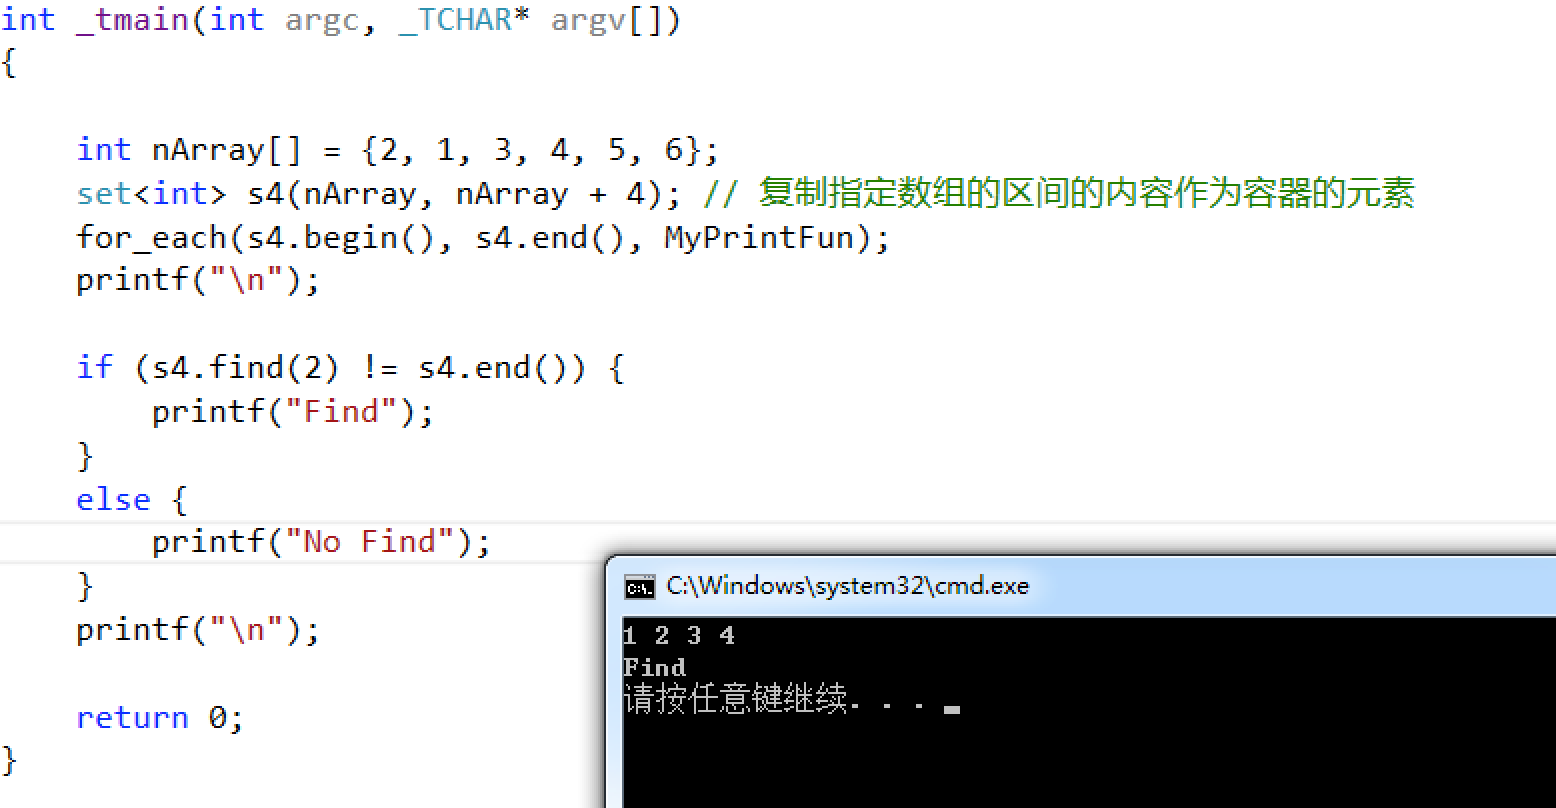 int _tmain(int argc, _TCHAR* argv[])
{
int nArray[] = {2, 1, 3, 4, 5, 6};
set<int> s4(nArray, nArray + 4); // 复制指定数组的区间的内容作为容器的元素
for_each(s4.begin(), s4.end(), MyPrintFun);
printf("\n");
if (s4.find(2) != s4.end()) {
printf("Find");
}
else {
printf("No Find");
}
printf("\n");
return 0;
}
C:\Windows\system32\cmd.exe
1 2 3 4
Find
请按任意键继续. . .